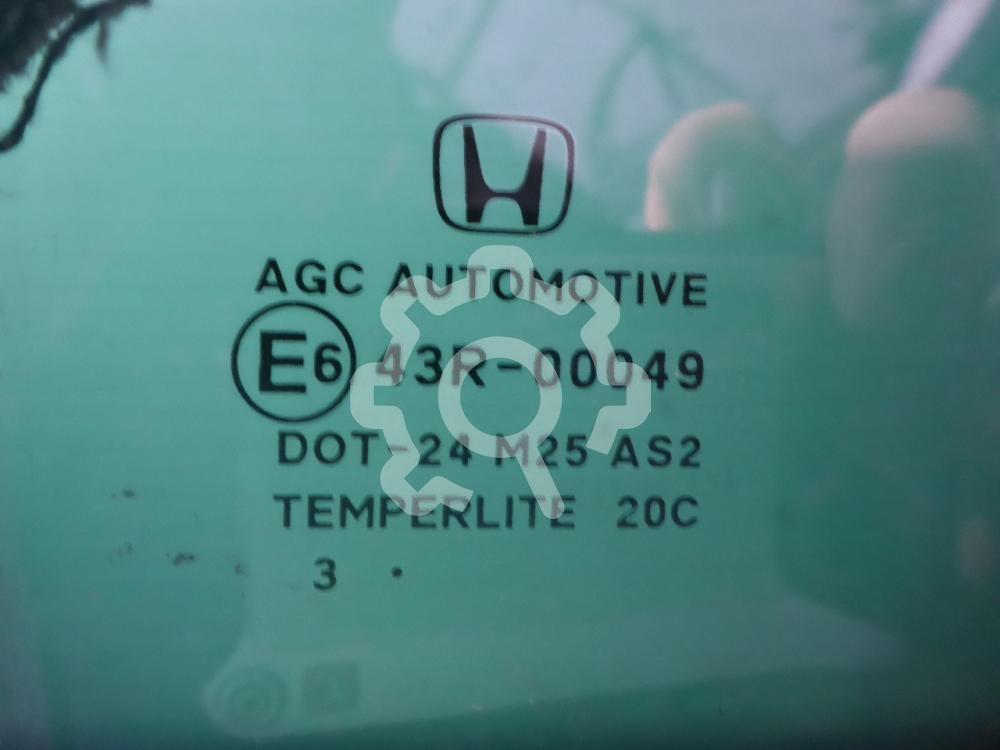 AGC AUTOMOTIVE
E6 43R-00049
DOT-24 M25 AS2
TEMPERLITE 20C
3 .